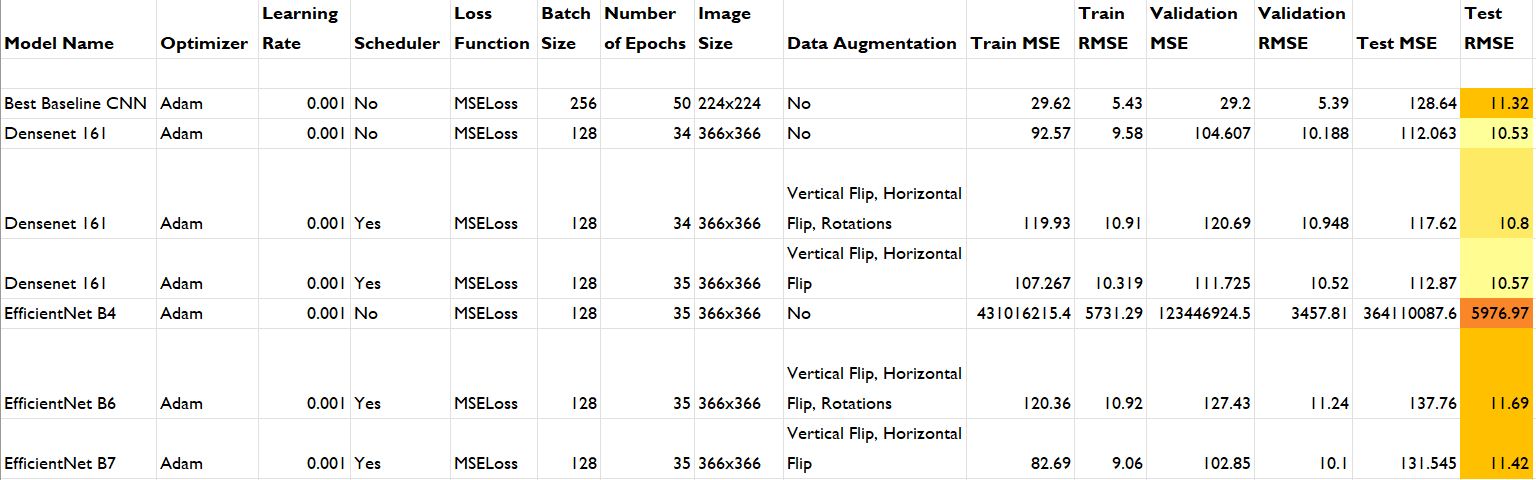 Model Name Optimizer Learning Rate Scheduler Loss Function Batch Size Number of Epochs Image Size Data Augmentation Train MSE Train RMSE Validation MSE Validation RMSE Test MSE Test RMSE
Best Baseline CNN Adam 0.001 No MSELoss 256 50 224x224 No 29.62 5.43 29.2 5.39 128.64 11.32
Densenet 161 Adam 0.001 No MSELoss 128 34 366x366 No 92.57 9.58 104.607 10.188 112.063 10.53
Densenet 161 Adam 0.001 Yes MSELoss 128 34 366x366 Vertical Flip, Horizontal Flip, Rotations 119.93 10.91 120.69 10.948 117.62 10.8
Densenet 161 Adam 0.001 Yes MSELoss 128 35 366x366 Vertical Flip, Horizontal Flip 107.267 10.319 111.725 10.52 112.87 10.57
EfficientNet B4 Adam 0.001 No MSELoss 128 35 366x366 No 431016215.4 5731.29 123446924.5 3457.81 364110087.6 5976.97
EfficientNet B6 Adam 0.001 Yes MSELoss 128 35 366x366 Vertical Flip, Horizontal Flip, Rotations 120.36 10.92 127.43 11.24 137.76 11.69
EfficientNet B7 Adam 0.001 Yes MSELoss 128 35 366x366 Vertical Flip, Horizontal Flip 82.69 9.06 102.85 10.1 131.545 11.42